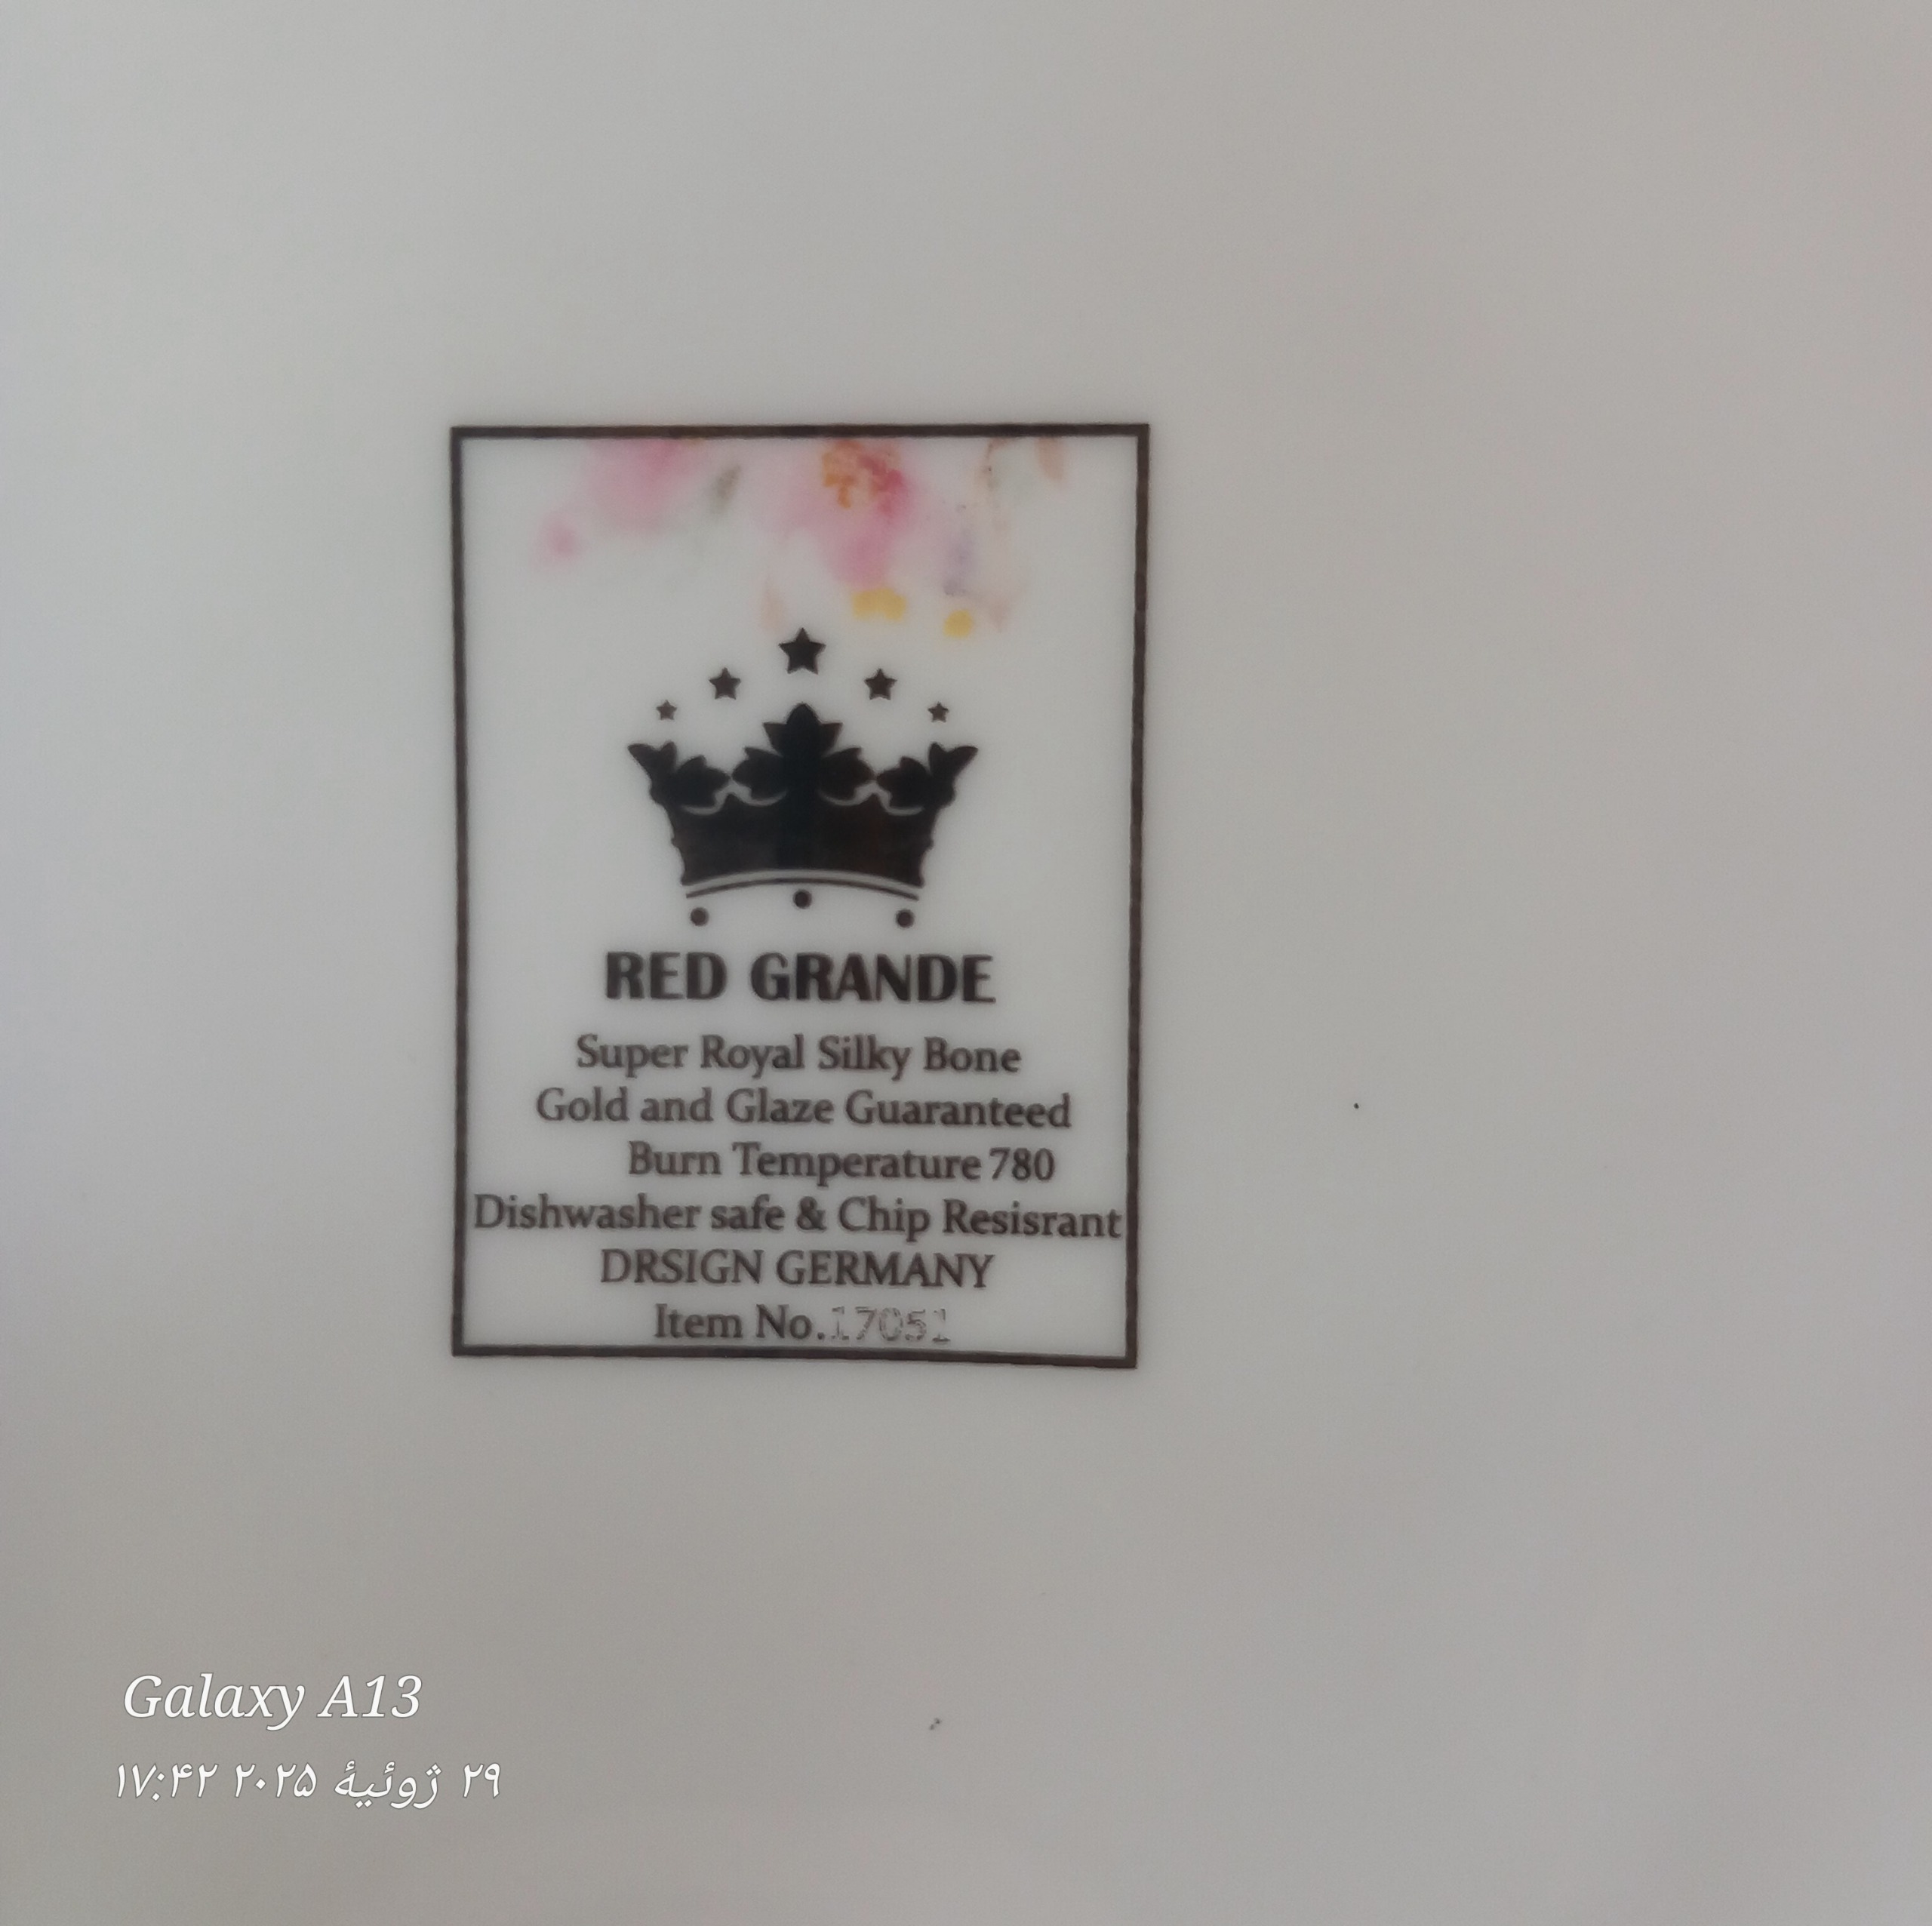 RED GRANDE
Super Royal Silky Bone
Gold and Glaze Guaranteed
Burn Temperature 780
Dishwasher safe & Chip Resisrant
DRSIGN GERMANY
Item No.17051
Galaxy A13
۲۹ ژوئیهٔ ۲۰۲۵ ۱۷:۴۲